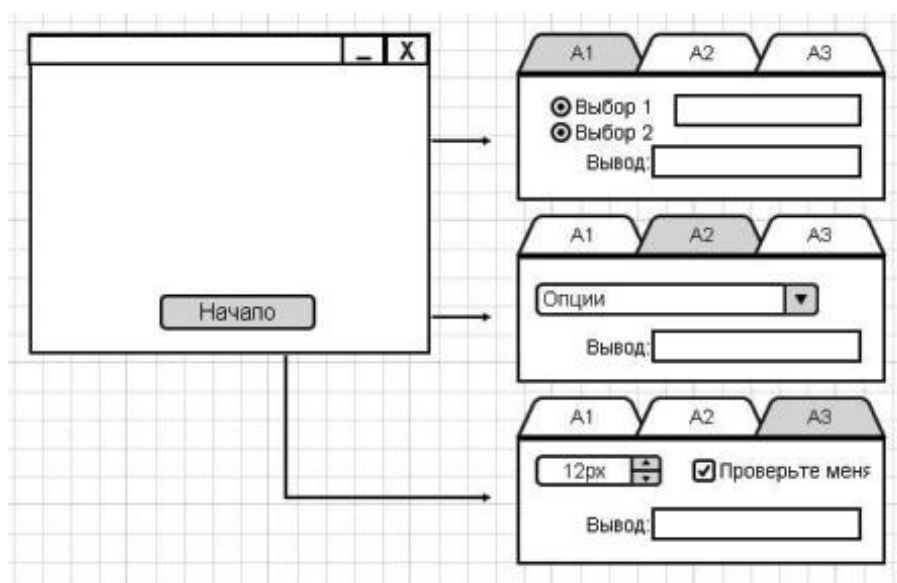 _ X
Начало
A1 A2 A3
Выбор 1
Выбор 2
Вывод:
A1 A2 A3
Опции
Вывод:
A1 A2 A3
12px Проверьте меня
Вывод: